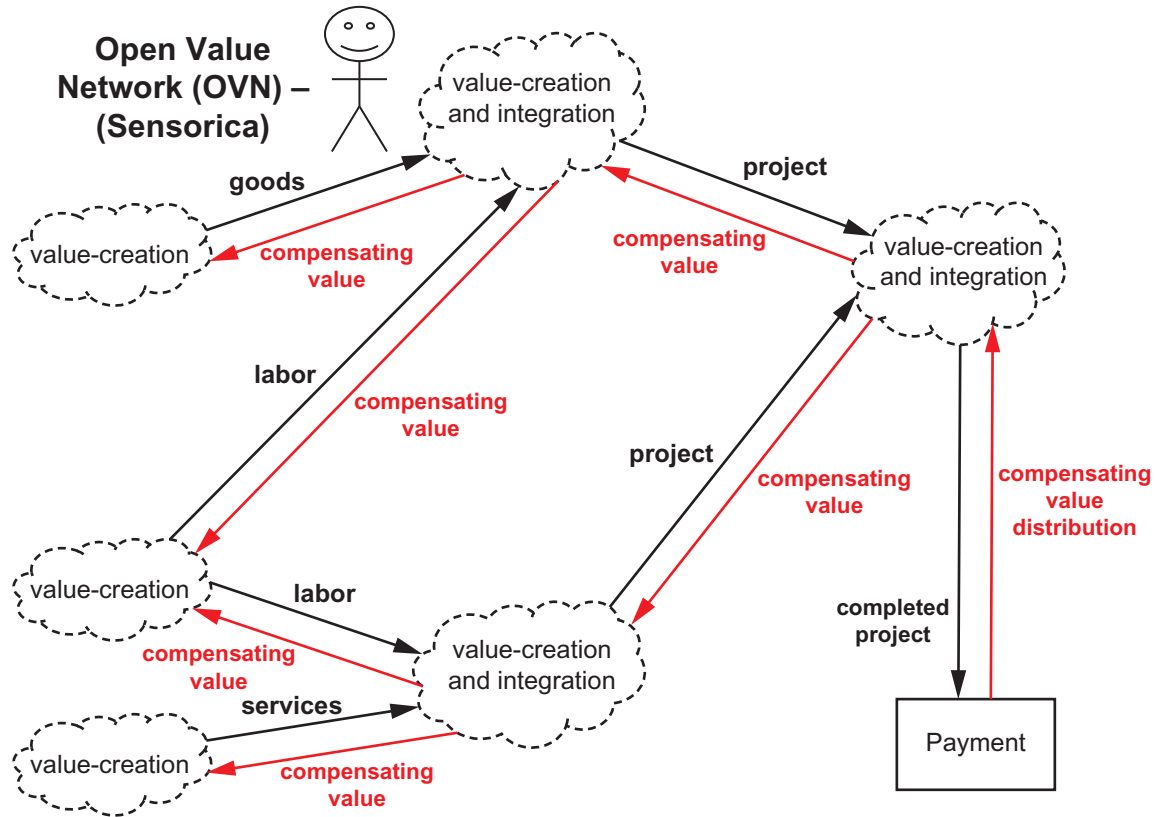 Open Value
Network (OVN) –
(Sensorica)
value-creation
and integration
goods
project
value-creation
compensating
value
compensating
value
value-creation
and integration
labor
compensating
value
project
compensating
value
compensating
value
distribution
value-creation
labor
completed
project
compensating
value
value-creation
and integration
services
Payment
value-creation
compensating
value